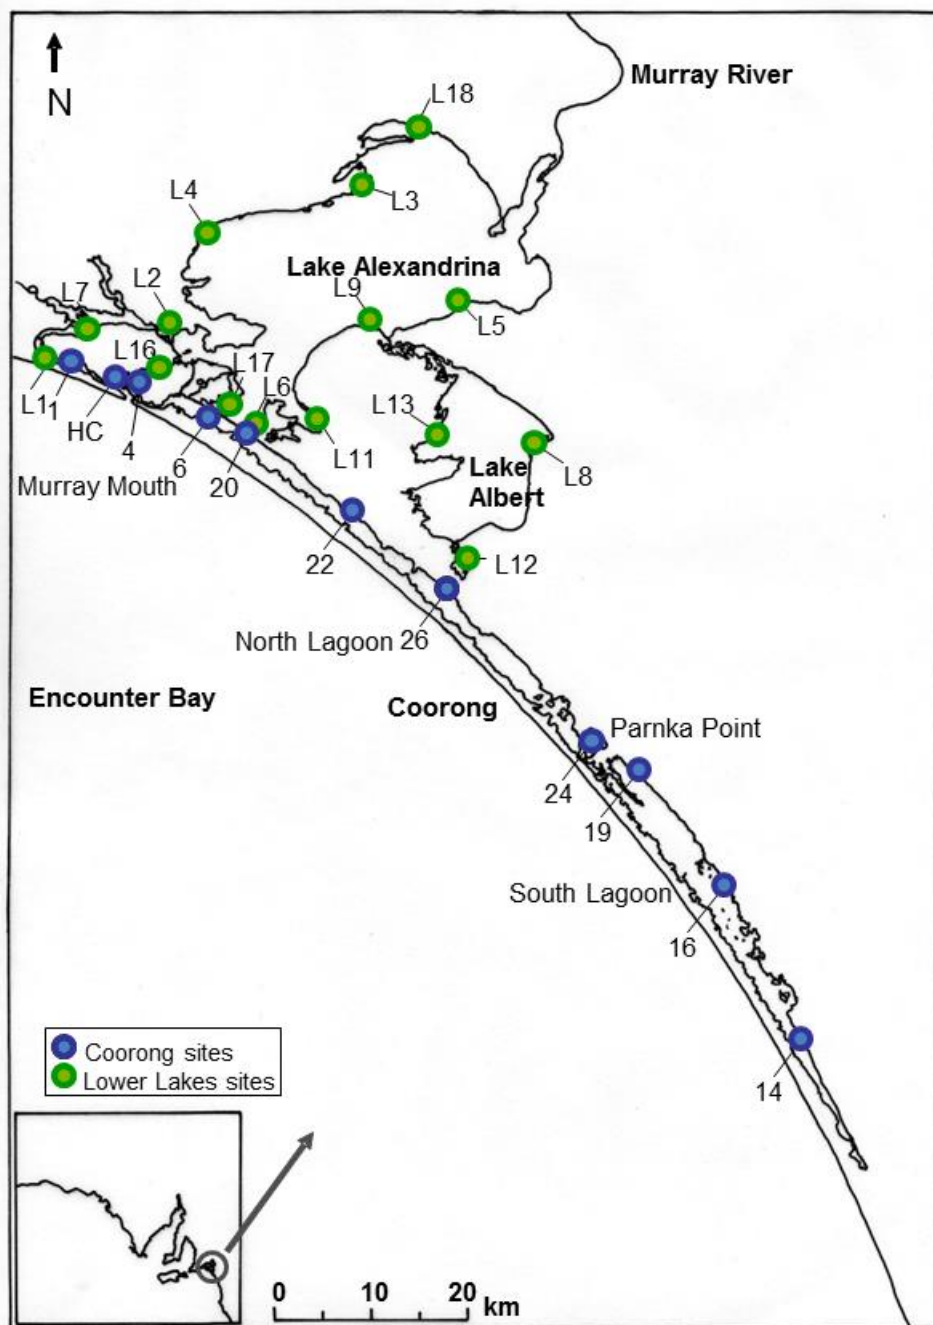 N
Murray River
L18
L3
L4
Lake Alexandrina
L9
L2
L7
L5
L16
L17
L6
L1
1
HC
4
L13
L11
L8
6
Lake
Albert
Murray Mouth
20
22
L12
North Lagoon
26
Encounter Bay
Coorong
Parnka Point
24
19
South Lagoon
16
Coorong sites
14
Lower Lakes sites
0 10 20
km